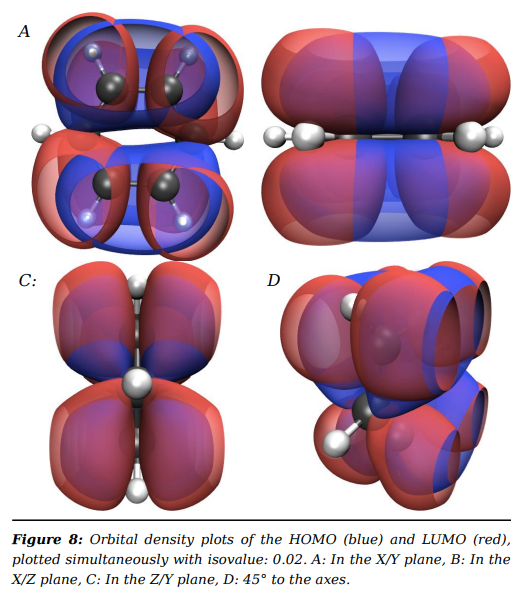 A
C:
D
Figure 8: Orbital density plots of the HOMO (blue) and LUMO (red),
plotted simultaneously with isovalue: 0.02. A: In the X/Y plane, B: In the
X/Z plane, C: In the Z/Y plane, D: 45° to the axes.